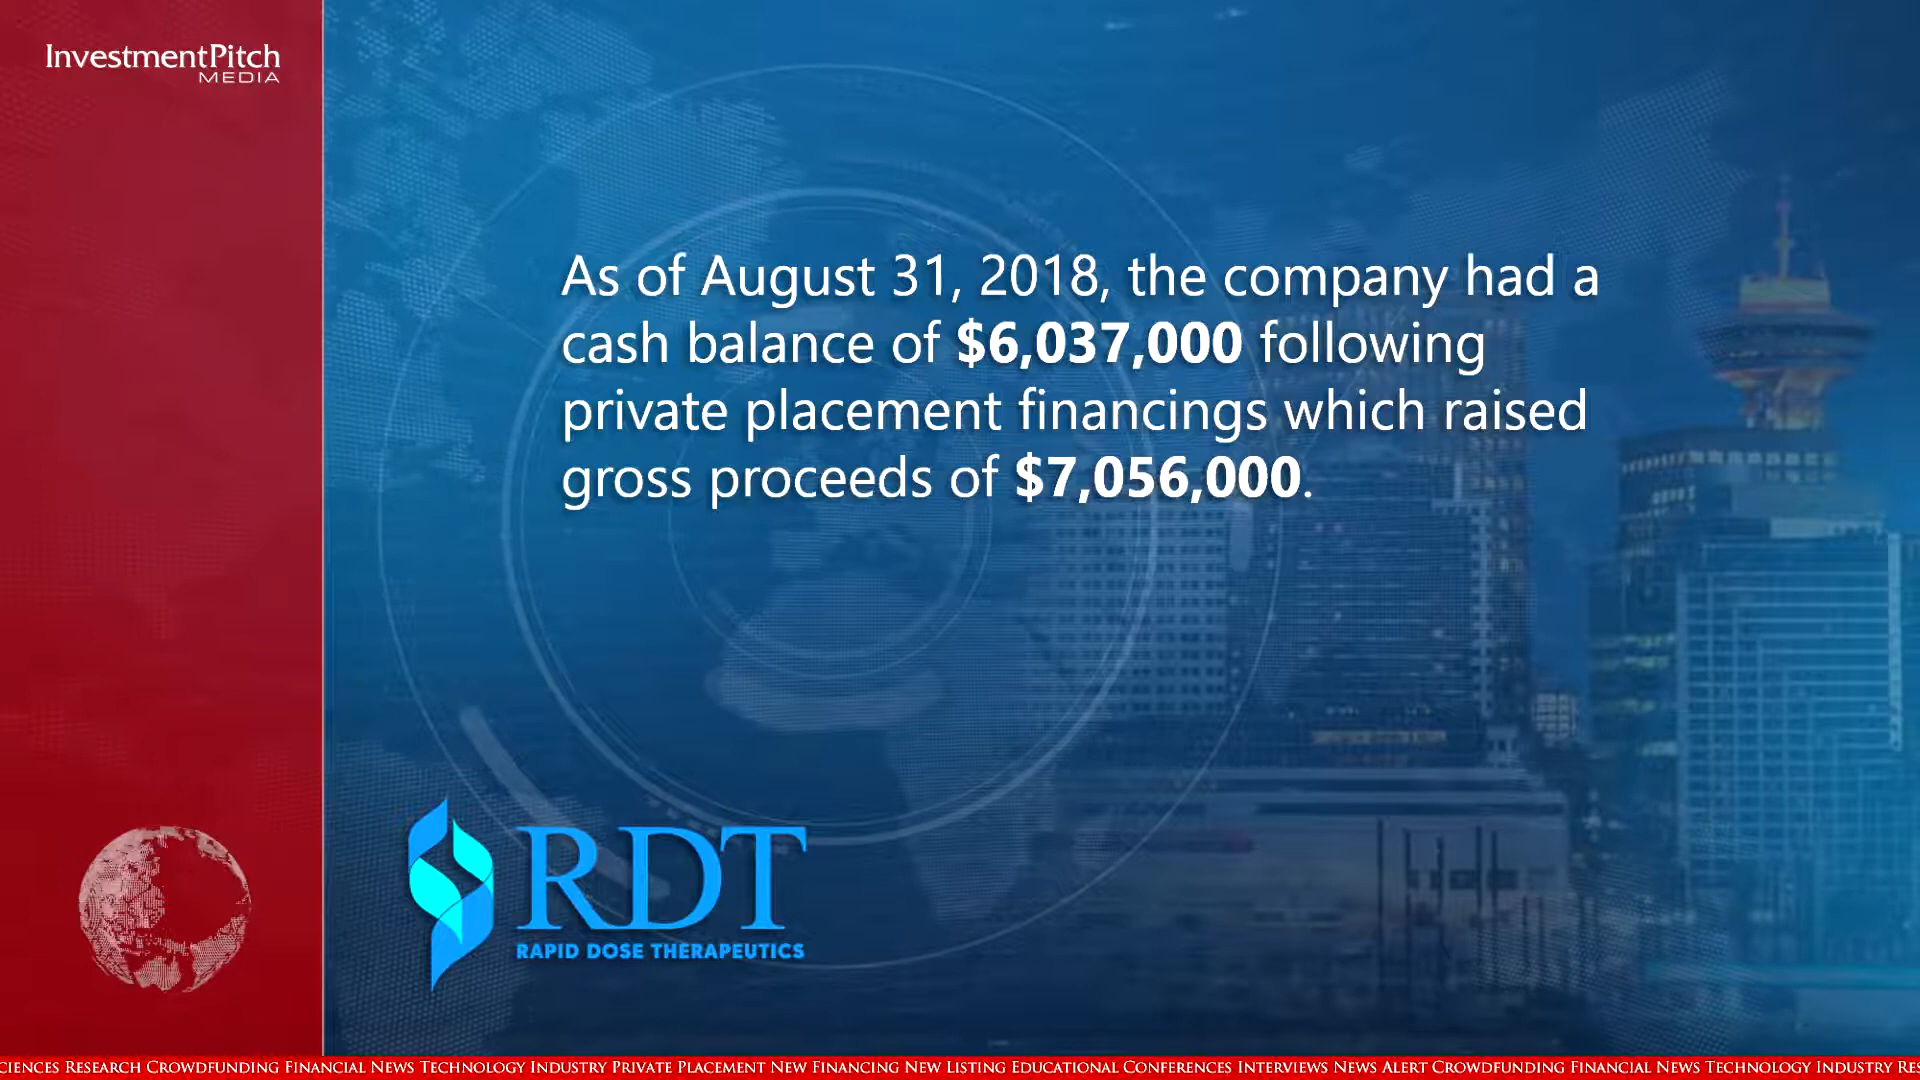 InvestmentPitch
MEDIA
As of August 31, 2018, the company had a
cash balance of $6,037,000 following
private placement financings which raised
gross proceeds of $7,056,000.
RDT
RAPID DOSE THERAPEUTICS
CIENCES RESEARCH CROWDFUNDING FINANCIAL NEWS TECHNOLOGY INDUSTRY PRIVATE PLACEMENT NEW FINANCING NEW LISTING EDUCATIONAL CONFERENCES INTERVIEWS NEWS ALERT CROWDFUNDING FINANCIAL NEWS TECHNOLOGY INDUSTRY RES